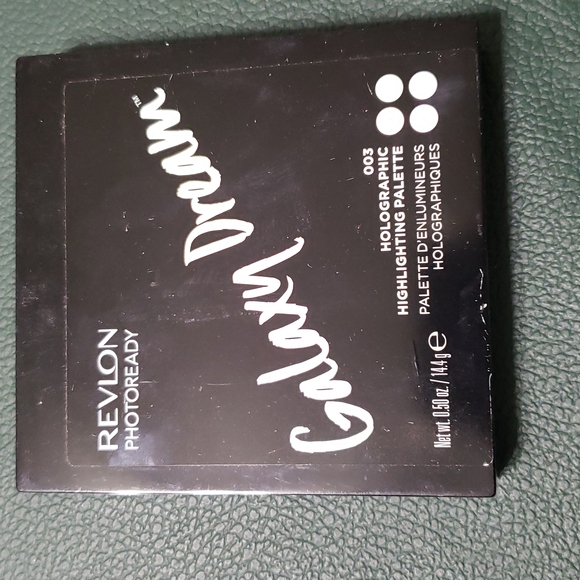 REVLON
PHOTOREADY
Galaxy Dream™
003
HOLOGRAPHIC
HIGHLIGHTING PALETTE
PALETTE D'ENLUMINEURS
HOLOGRAPHIQUES
Net wt. 0.50 oz. / 14.4 g ℮